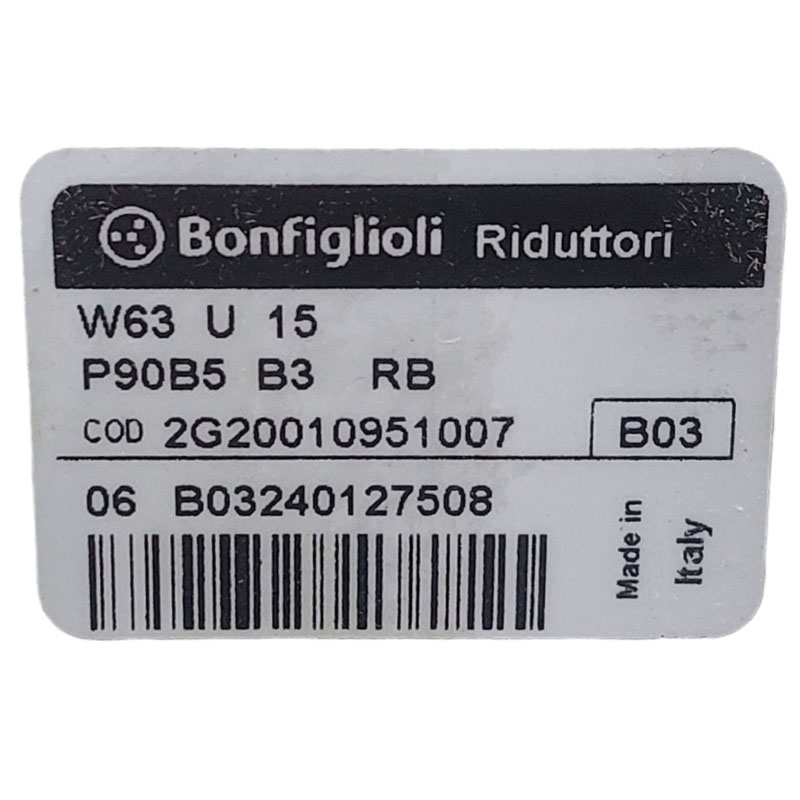 Bonfiglioli Riduttori
W63 U 15
P90B5 B3 RB
COD 2G20010951007 B03
06 B03240127508
Made in
Italy